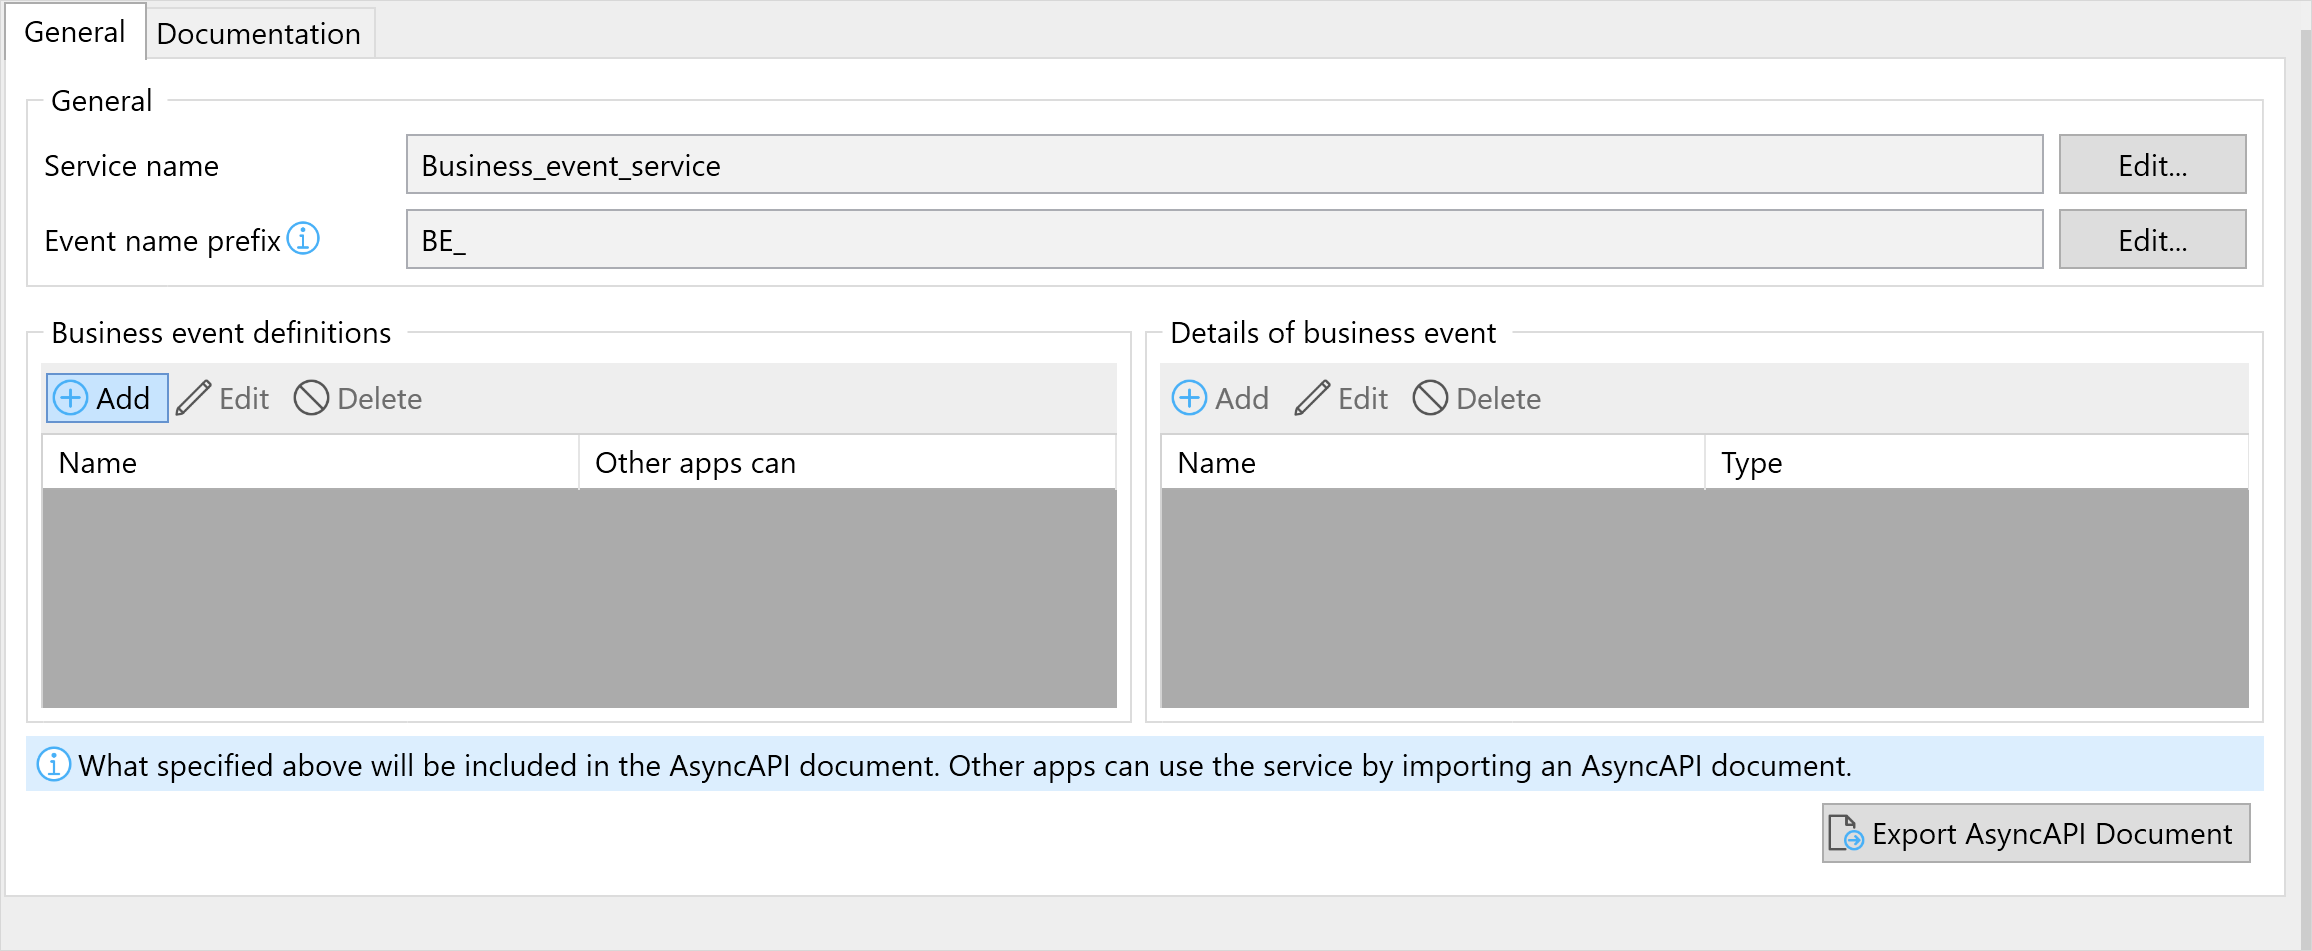 General Documentation
General
Service name Business_event_service Edit...
Event name prefix BE_ Edit...
Business event definitions Details of business event
Add Edit Delete Add Edit Delete
Name Other apps can Name Type
What specified above will be included in the AsyncAPI document. Other apps can use the service by importing an AsyncAPI document.
Export AsyncAPI Document